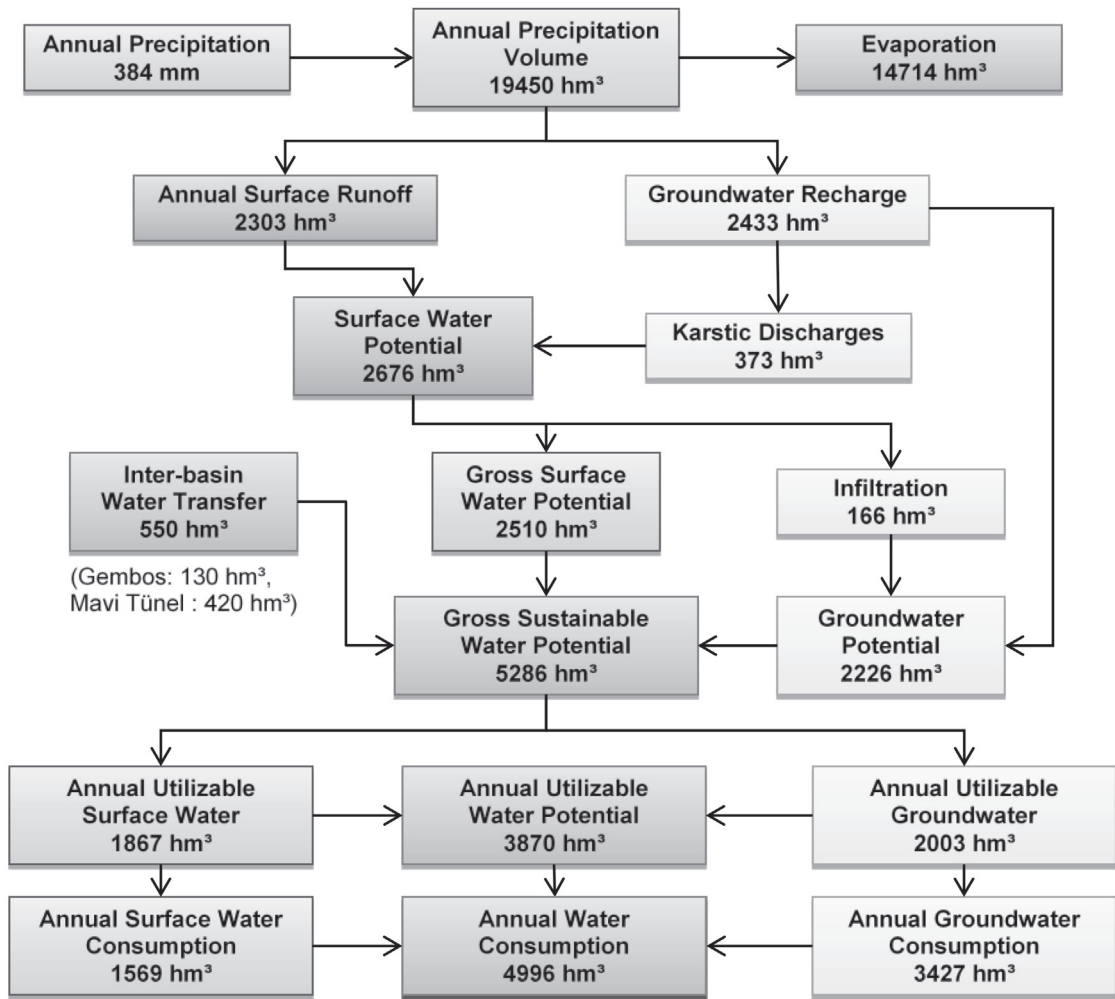 Annual Precipitation
384 mm
Annual Precipitation
Volume
19450 hm³
Evaporation
14714 hm³
Annual Surface Runoff
2303 hm³
Groundwater Recharge
2433 hm³
Surface Water
Potential
2676 hm³
Karstic Discharges
373 hm³
Inter-basin
Water Transfer
550 hm³
(Gembos: 130 hm³,
Mavi Tünel : 420 hm³)
Gross Surface
Water Potential
2510 hm³
Infiltration
166 hm³
Gross Sustainable
Water Potential
5286 hm³
Groundwater
Potential
2226 hm³
Annual Utilizable
Surface Water
1867 hm³
Annual Utilizable
Water Potential
3870 hm³
Annual Utilizable
Groundwater
2003 hm³
Annual Surface Water
Consumption
1569 hm³
Annual Water
Consumption
4996 hm³
Annual Groundwater
Consumption
3427 hm³